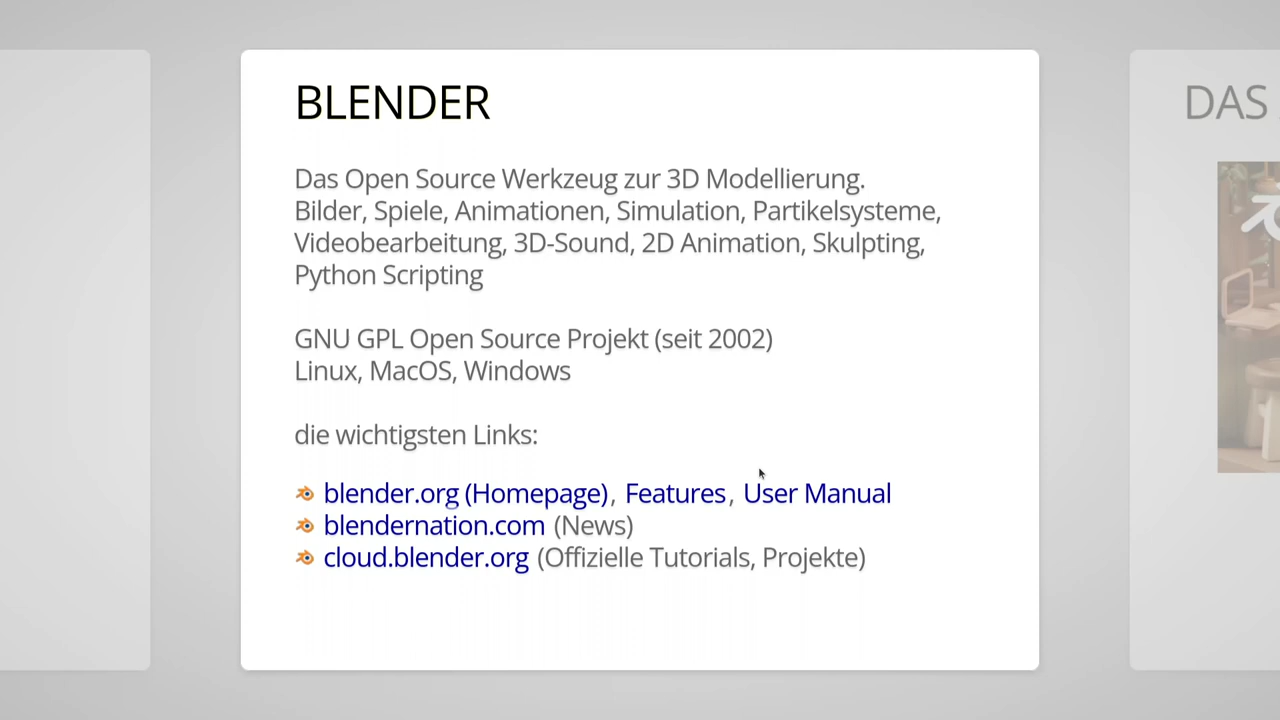 BLENDER
Das Open Source Werkzeug zur 3D Modellierung.
Bilder, Spiele, Animationen, Simulation, Partikelsysteme,
Videobearbeitung, 3D-Sound, 2D Animation, Skulpting,
Python Scripting
GNU GPL Open Source Projekt (seit 2002)
Linux, MacOS, Windows
die wichtigsten Links:
blender.org (Homepage), Features, User Manual
blendernation.com (News)
cloud.blender.org (Offizielle Tutorials, Projekte)
DAS